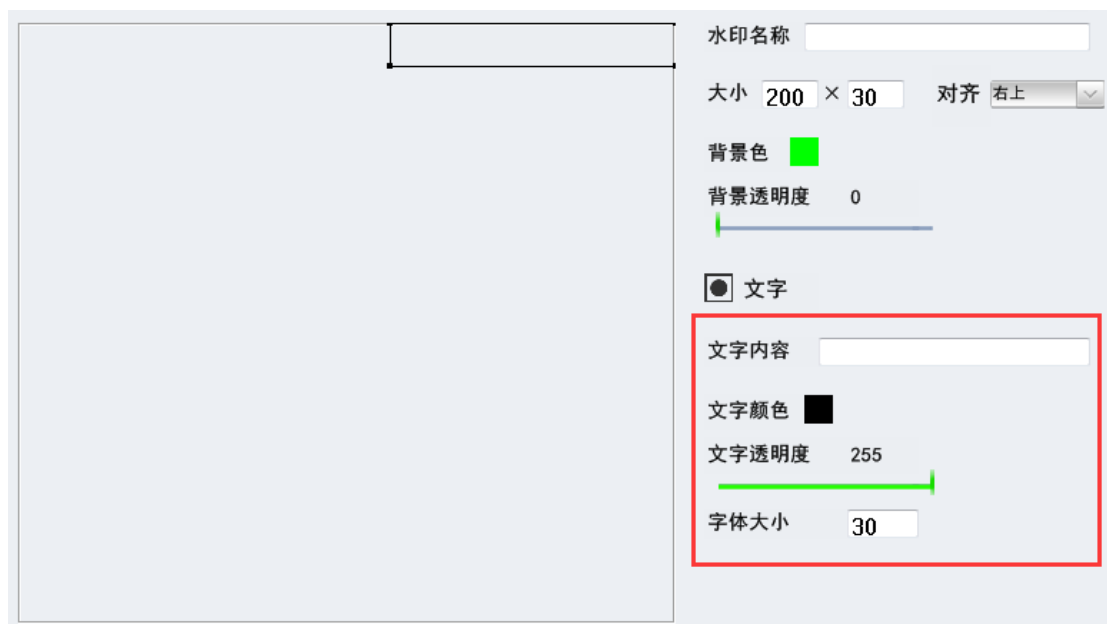 水印名称
大小 200 × 30 对齐 右上
背景色
背景透明度 0
文字
文字内容
文字颜色
文字透明度 255
字体大小 30